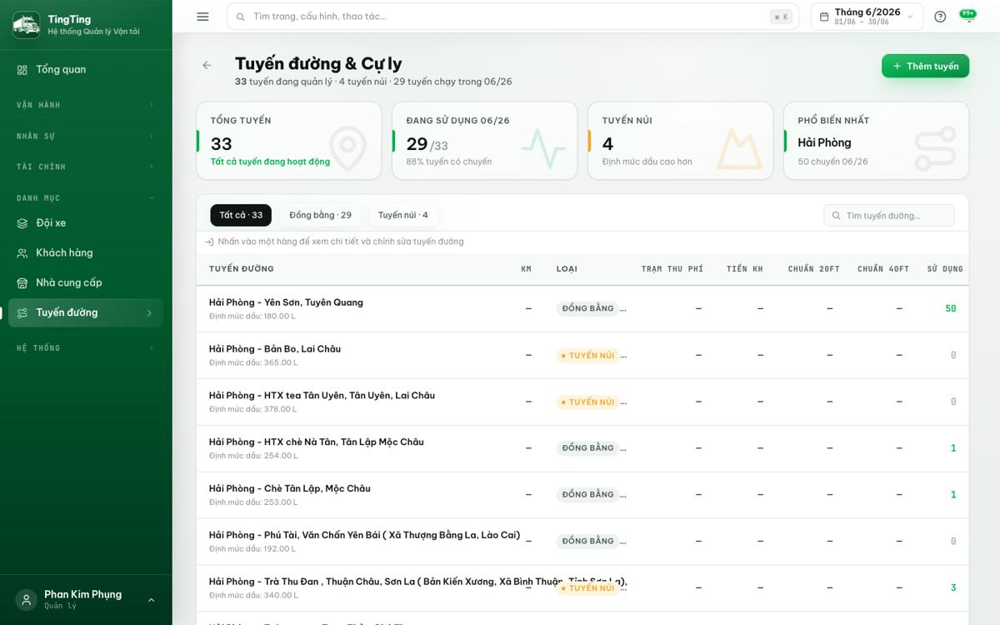 TingTing
Hệ thống Quản lý Vận tải
Tổng quan
VẬN HÀNH
NHÂN SỰ
TÀI CHÍNH
DANH MỤC
Đội xe
Khách hàng
Nhà cung cấp
Tuyến đường
HỆ THỐNG
Phan Kim Phụng
Quản lý
Tìm trang, cấu hình, thao tác...
⌘ K
Tháng 6/2026
01/06 – 30/06
99+
Tuyến đường & Cự ly
33 tuyến đang quản lý · 4 tuyến núi · 29 tuyến chạy trong 06/26
+ Thêm tuyến
TỔNG TUYẾN
33
Tất cả tuyến đang hoạt động
ĐANG SỬ DỤNG 06/26
29 /33
88% tuyến có chuyến
TUYẾN NÚI
4
Định mức dầu cao hơn
PHỔ BIẾN NHẤT
Hải Phòng
50 chuyến 06/26
Tất cả · 33
Đồng bằng · 29
Tuyến núi · 4
Tìm tuyến đường...
Nhấn vào một hàng để xem chi tiết và chỉnh sửa tuyến đường
TUYẾN ĐƯỜNG KM LOẠI TRẠM THU PHÍ TIỀN KH CHUẨN 20FT CHUẨN 40FT SỬ DỤNG
Hải Phòng - Yên Sơn, Tuyên Quang
Định mức dầu: 180.00 L
– ĐỒNG BẰNG ... – – – – 50
Hải Phòng - Bản Bo, Lai Châu
Định mức dầu: 365.00 L
– TUYẾN NÚI ... – – – – 0
Hải Phòng - HTX tea Tân Uyên, Tân Uyên, Lai Châu
Định mức dầu: 378.00 L
– TUYẾN NÚI ... – – – – 0
Hải Phòng - HTX chè Nà Tân, Tân Lập Mộc Châu
Định mức dầu: 254.00 L
– ĐỒNG BẰNG ... – – – – 1
Hải Phòng - Chè Tân Lập, Mộc Châu
Định mức dầu: 253.00 L
– ĐỒNG BẰNG ... – – – – 1
Hải Phòng - Phú Tài, Văn Chấn Yên Bái ( Xã Thượng Bằng La, Lào Cai)
Định mức dầu: 192.00 L
– ĐỒNG BẰNG ... – – – – 0
Hải Phòng - Trà Thu Đan , Thuận Châu, Sơn La ( Bản Kiến Xương, Xã Bình Thuận, Tỉnh Sơn La),
Định mức dầu: 340.00 L
– TUYẾN NÚI ... – – – – 3